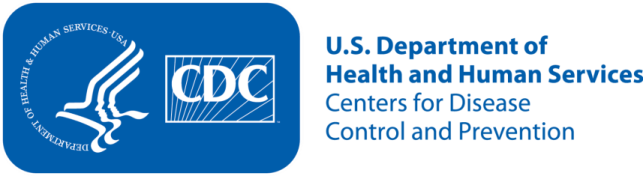 DEPARTMENT OF HEALTH & HUMAN SERVICES·USA
CDC
U.S. Department of
Health and Human Services
Centers for Disease
Control and Prevention